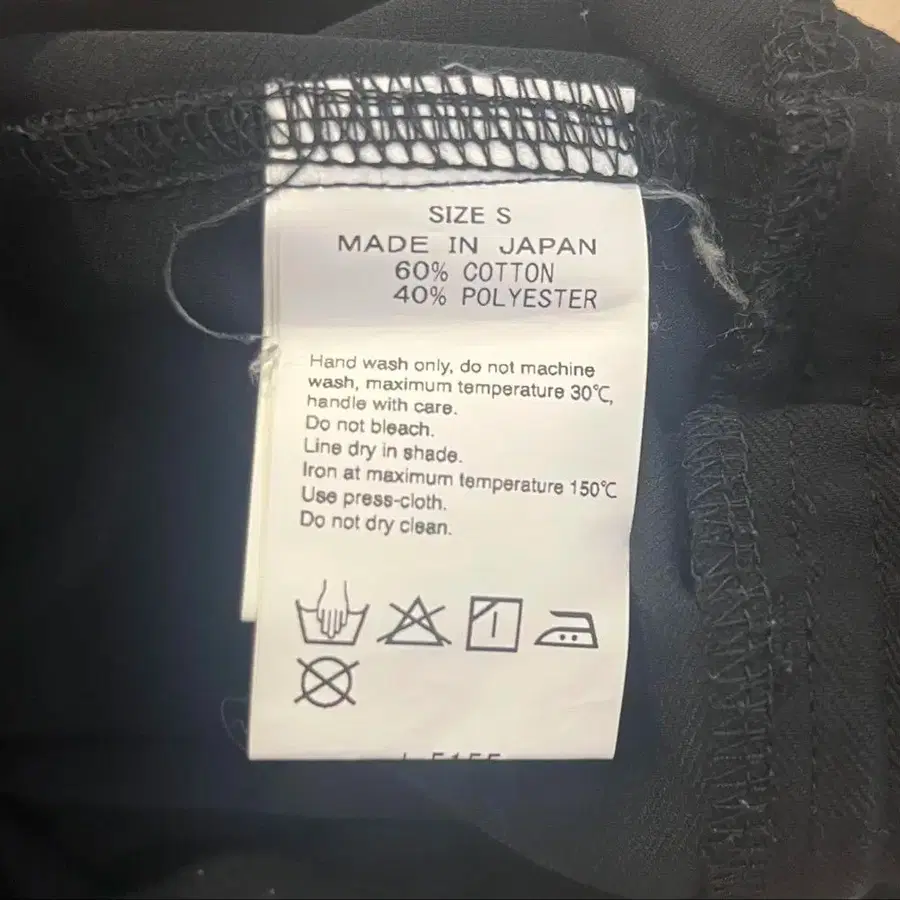 SIZE S
MADE IN JAPAN
60% COTTON
40% POLYESTER
Hand wash only, do not machine
wash, maximum temperature 30℃,
handle with care.
Do not bleach.
Line dry in shade.
Iron at maximum temperature 150℃
Use press-cloth.
Do not dry clean.